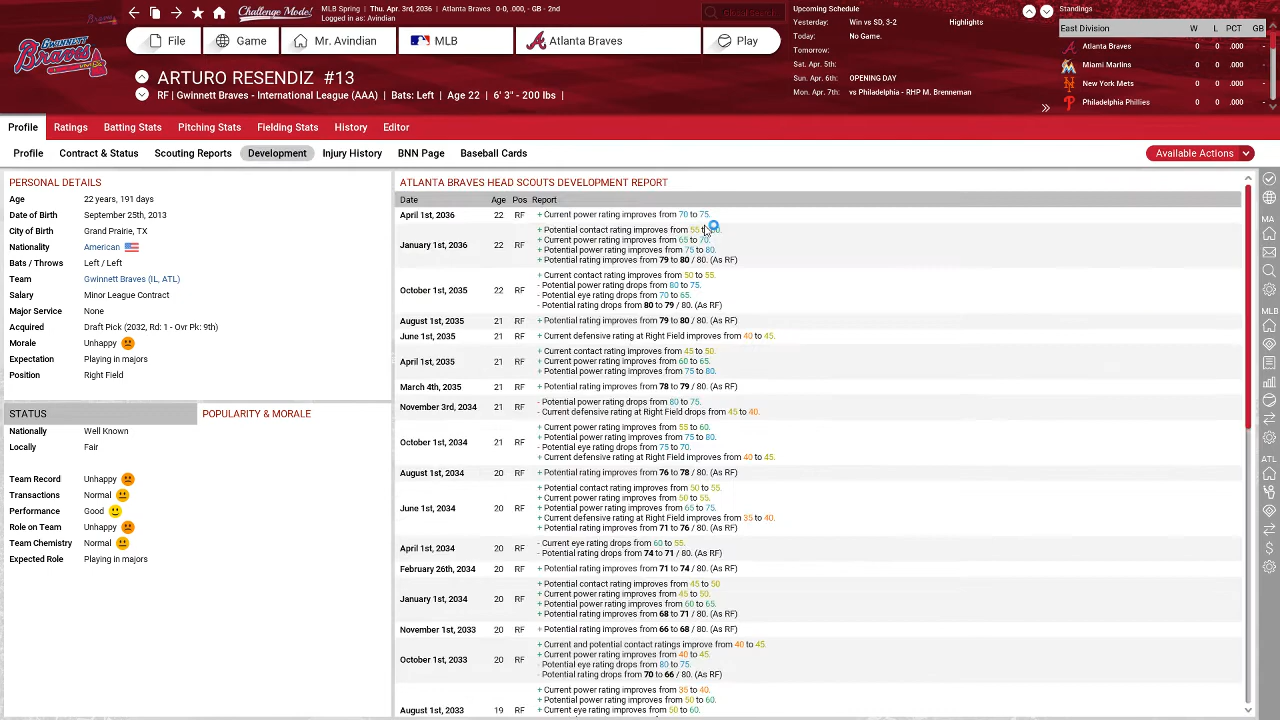 MLB Spring | Thu. Apr. 3rd, 2036 | Atlanta Braves 0-0, .000, - GB - 2nd
Challenge Mode!
Logged in as: Avindian
Global Search
File
Game
Mr. Avindian
MLB
Atlanta Braves
Play
Upcoming Schedule
Yesterday: Win vs SD, 3-2 Highlights
Today: No Game.
Tomorrow:
Sat. Apr. 5th:
Sun. Apr. 6th: OPENING DAY
Mon. Apr. 7th: vs Philadelphia - RHP M. Brenneman
Standings
East Division W L PCT GB
Atlanta Braves 0 0 .000 -
Miami Marlins 0 0 .000 -
New York Mets 0 0 .000 -
Philadelphia Phillies 0 0 .000 -
GWINNETT
Braves
ARTURO RESENDIZ #13
RF | Gwinnett Braves - International League (AAA) | Bats: Left | Age 22 | 6' 3" - 200 lbs |
Profile Ratings Batting Stats Pitching Stats Fielding Stats History Editor
Profile Contract & Status Scouting Reports Development Injury History BNN Page Baseball Cards
Available Actions
PERSONAL DETAILS
Age 22 years, 191 days
Date of Birth September 25th, 2013
City of Birth Grand Prairie, TX
Nationality American
Bats / Throws Left / Left
Team Gwinnett Braves (IL, ATL)
Salary Minor League Contract
Major Service None
Acquired Draft Pick (2032, Rd: 1 - Ovr Pk: 9th)
Morale Unhappy
Expectation Playing in majors
Position Right Field
STATUS POPULARITY & MORALE
Nationally Well Known
Locally Fair
Team Record Unhappy
Transactions Normal
Performance Good
Role on Team Unhappy
Team Chemistry Normal
Expected Role Playing in majors
ATLANTA BRAVES HEAD SCOUTS DEVELOPMENT REPORT
Date Age Pos Report
April 1st, 2036 22 RF + Current power rating improves from 70 to 75.
January 1st, 2036 22 RF
+ Potential contact rating improves from 55
+ Current power rating improves from 65 to 70.
+ Potential power rating improves from 75 to 80.
+ Potential rating improves from 79 to 80 / 80. (As RF)
October 1st, 2035 22 RF
+ Current contact rating improves from 50 to 55.
- Potential power rating drops from 80 to 75.
- Potential eye rating drops from 70 to 65.
- Potential rating drops from 80 to 79 / 80. (As RF)
August 1st, 2035 21 RF + Potential rating improves from 79 to 80 / 80. (As RF)
June 1st, 2035 21 RF + Current defensive rating at Right Field improves from 40 to 45.
April 1st, 2035 21 RF
+ Current contact rating improves from 45 to 50.
+ Current power rating improves from 60 to 65.
+ Potential power rating improves from 75 to 80.
March 4th, 2035 21 RF + Potential rating improves from 78 to 79 / 80. (As RF)
November 3rd, 2034 21 RF
- Potential power rating drops from 80 to 75.
- Current defensive rating at Right Field drops from 45 to 40.
October 1st, 2034 21 RF
+ Current power rating improves from 55 to 60.
+ Potential power rating improves from 75 to 80.
- Potential eye rating drops from 75 to 70.
+ Current defensive rating at Right Field improves from 40 to 45.
August 1st, 2034 20 RF + Potential rating improves from 76 to 78 / 80. (As RF)
June 1st, 2034 20 RF
+ Potential contact rating improves from 50 to 55.
+ Current power rating improves from 50 to 55.
+ Potential power rating improves from 65 to 75.
+ Current defensive rating at Right Field improves from 35 to 40.
+ Potential rating improves from 71 to 76 / 80. (As RF)
April 1st, 2034 20 RF
- Current eye rating drops from 60 to 55.
- Potential rating drops from 74 to 71 / 80. (As RF)
February 26th, 2034 20 RF + Potential rating improves from 71 to 74 / 80. (As RF)
January 1st, 2034 20 RF
+ Potential contact rating improves from 45 to 50
+ Current power rating improves from 45 to 50.
+ Potential power rating improves from 60 to 65.
+ Potential rating improves from 68 to 71 / 80. (As RF)
November 1st, 2033 20 RF + Potential rating improves from 66 to 68 / 80. (As RF)
October 1st, 2033 20 RF
+ Current and potential contact ratings improve from 40 to 45.
+ Current power rating improves from 40 to 45.
- Potential eye rating drops from 80 to 75.
- Potential rating drops from 70 to 66 / 80. (As RF)
August 1st, 2033 19 RF
+ Current power rating improves from 35 to 40.
+ Potential power rating improves from 50 to 60.
+ Current eye rating improves from 50 to 60.
MA
MLB
ATL